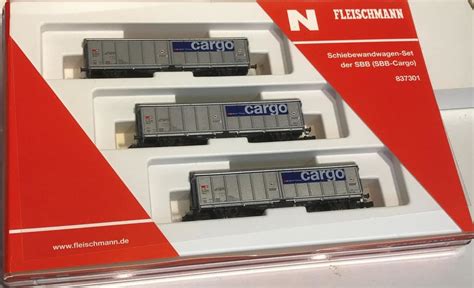 N FLEISCHMANN
Schiebewandwagen-Set
der SBB (SBB-Cargo)
837301
cargo
cargo
cargo
www.fleischmann.de